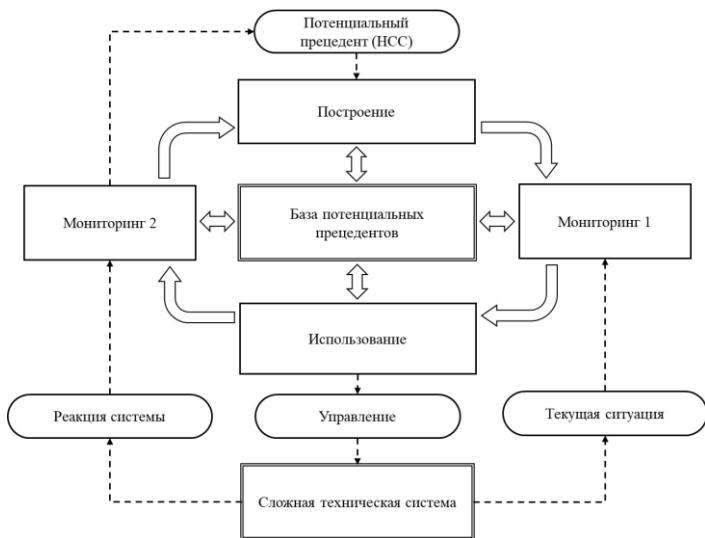 Потенциальный
прецедент (НСС)
Построение
Мониторинг 2
База потенциальных
прецедентов
Мониторинг 1
Использование
Реакция системы
Управление
Текущая ситуация
Сложная техническая система